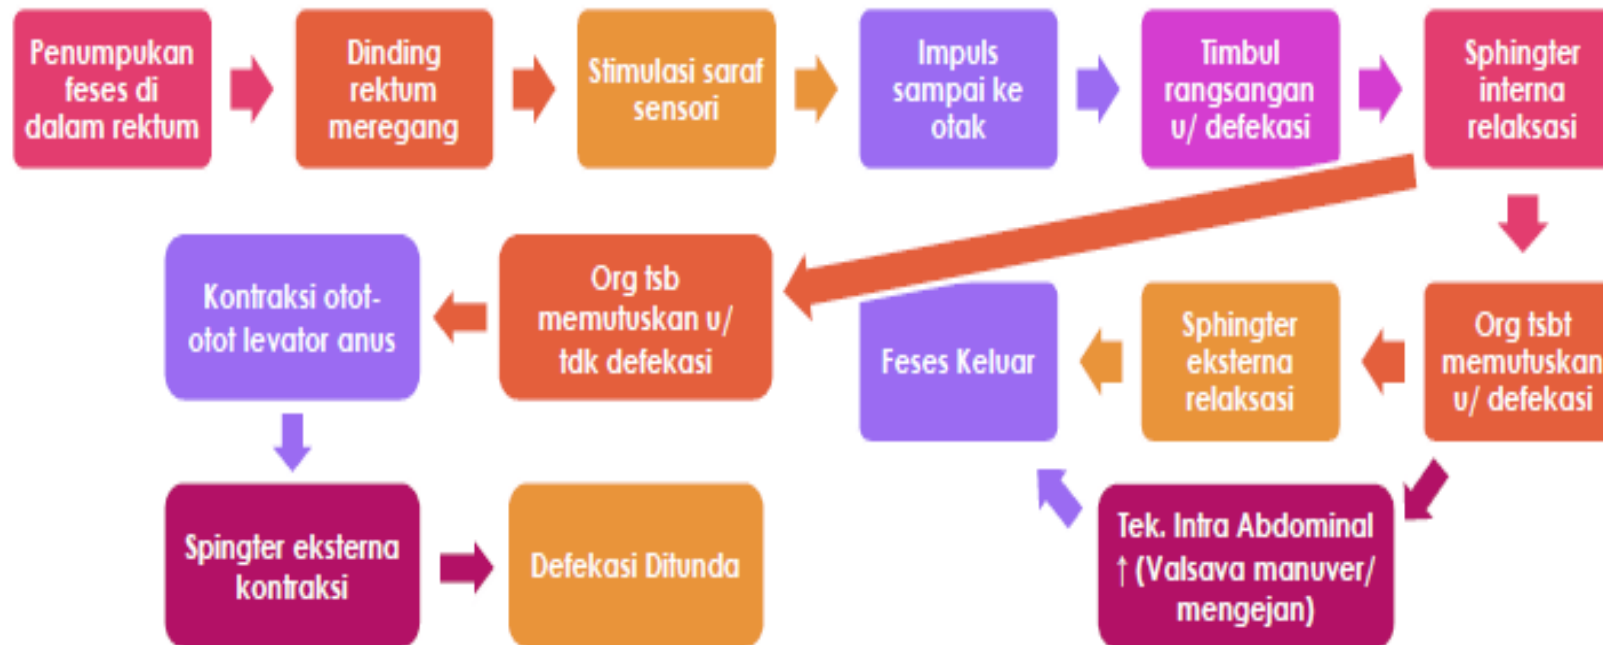 Penumpukan
feses di
dalam rektum
Dinding
rektum
meregang
Stimulasi saraf
sensori
Impuls
sampai ke
otak
Timbul
rangsangan
u/ defekasi
Sphingter
interna
relaksasi
Kontraksi otot-
otot levator anus
Org tsb
memutuskan u/
tdk defekasi
Feses Keluar
Sphingter
eksterna
relaksasi
Org tsbt
memutuskan
u/ defekasi
Spingter eksterna
kontraksi
Defekasi Ditunda
Tek. Intra Abdominal
↑ (Valsava manuver/
mengejan)